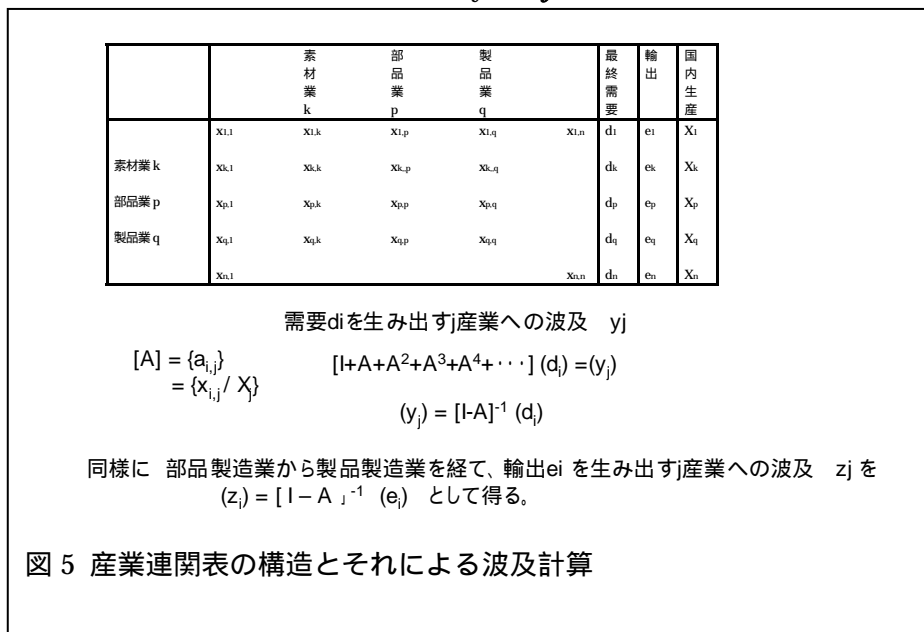 素材業k 部品業p 製品業q 最終需要 輸出 国内生産
x1,1 x1,k x1,p x1,q x1,n d1 e1 X1
素材業k xk,1 xk,k xk,,p xk,,q dk ek Xk
部品業p xp,1 xp,k xp,p xp,q dp ep Xp
製品業q xq,1 xq,k xq,p xq,q dq eq Xq
xn,1 xn,n dn en Xn
需要diを生み出すj産業への波及 yj
[A] = {ai,j} [I+A+A²+A³+A⁴+・・・] (di) =(yj)
= {xi,j / Xj}
(yj) = [I-A]⁻¹ (di)
同様に 部品製造業から製品製造業を経て、輸出ei を生み出すj産業への波及 zj を
(zi) = [ I – A 」⁻¹ (ei) として得る。
図 5 産業連関表の構造とそれによる波及計算